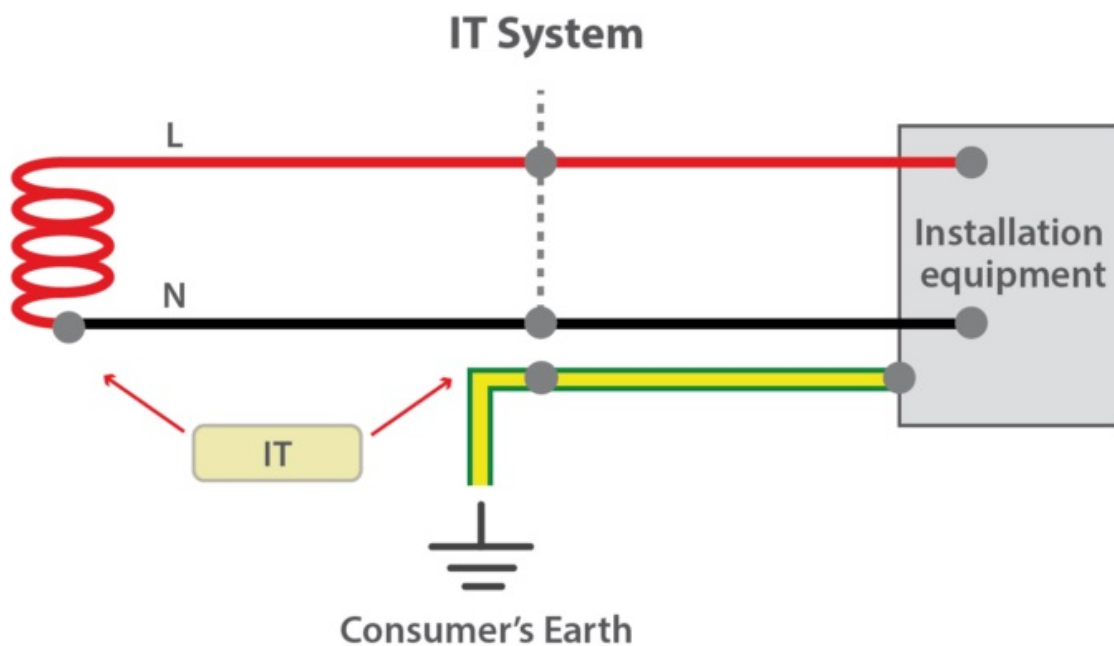 IT System
L
Installation
equipment
N
IT
Consumer's Earth